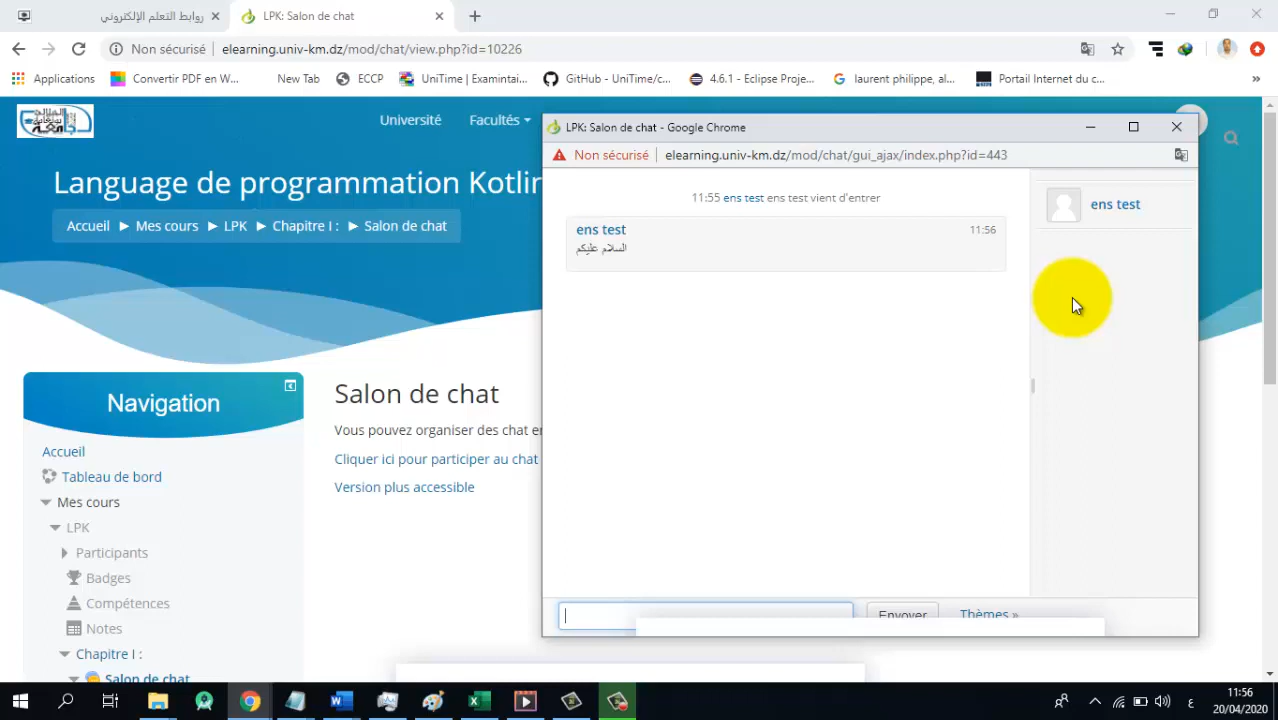 روابط التعلم الإلكتروني
LPK: Salon de chat
Non sécurisé
elearning.univ-km.dz/mod/chat/view.php?id=10226
Applications
Convertir PDF en W...
New Tab
ECCP
UniTime | Examintai...
GitHub - UniTime/c...
4.6.1 - Eclipse Proje...
laurent philippe, al...
Portail Internet du c...
»
Université
Facultés
Language de programmation Kotlin
Accueil ▶ Mes cours ▶ LPK ▶ Chapitre I : ▶ Salon de chat
LPK: Salon de chat - Google Chrome
Non sécurisé
elearning.univ-km.dz/mod/chat/gui_ajax/index.php?id=443
11:55 ens test ens test vient d'entrer
ens test
11:56
السلام عليكم
ens test
Envoyer
Thèmes »
Navigation
Accueil
Tableau de bord
Mes cours
LPK
Participants
Badges
Compétences
Notes
Chapitre I :
Salon de chat
Salon de chat
Vous pouvez organiser des chat en
Cliquer ici pour participer au chat
Version plus accessible
ع
11:56
20/04/2020